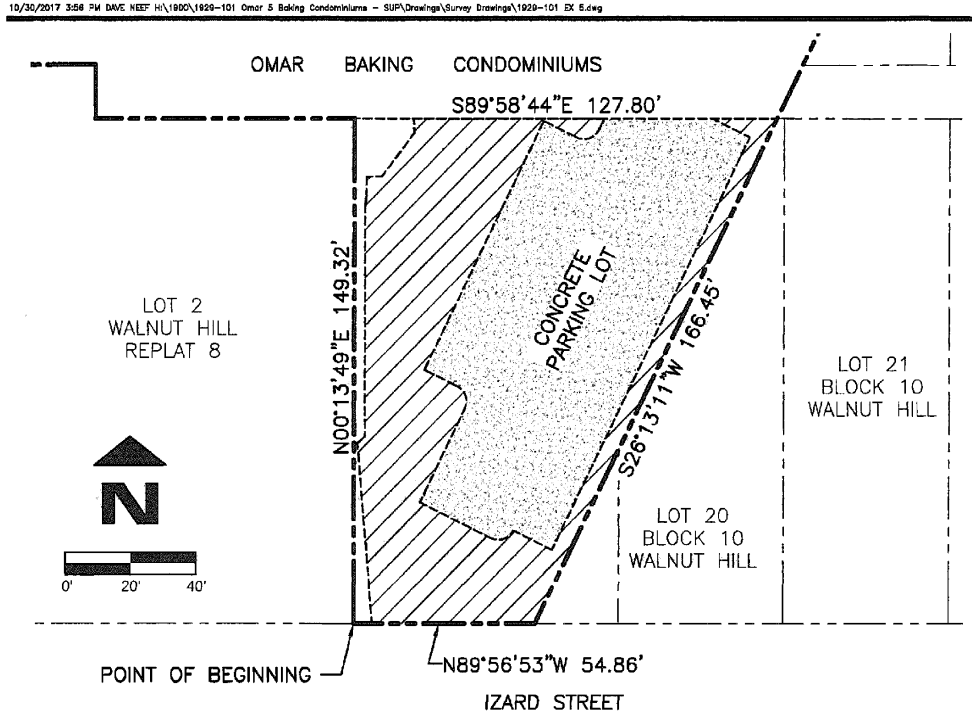 10/30/2017 3:56 PM DAVE NEEF H:\1900\1929-101 Omar 5 Baking Condominiums - SUP\Drawings\Survey Drawings\1929-101 EX 5.dwg
OMAR BAKING CONDOMINIUMS
S89°58'44"E 127.80'
N00°13'49"E 149.32'
CONCRETE
PARKING LOT
S26°13'11"W 166.45'
LOT 2
WALNUT HILL
REPLAT 8
LOT 21
BLOCK 10
WALNUT HILL
N
0' 20' 40'
LOT 20
BLOCK 10
WALNUT HILL
POINT OF BEGINNING
N89°56'53"W 54.86'
IZARD STREET